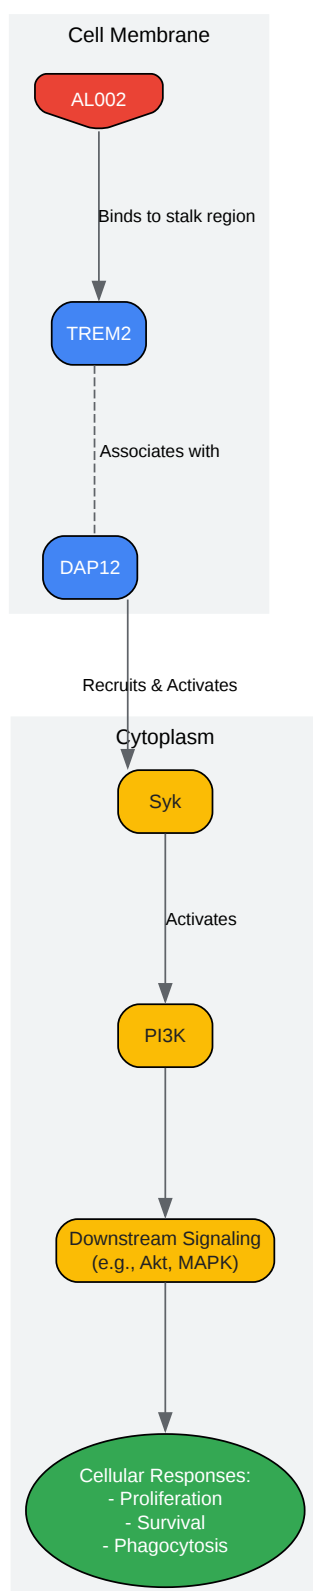 Cell Membrane
AL002
Binds to stalk region
TREM2
Associates with
DAP12
Recruits & Activates
Cytoplasm
Syk
Activates
PI3K
Downstream Signaling
(e.g., Akt, MAPK)
Cellular Responses:
- Proliferation
- Survival
- Phagocytosis